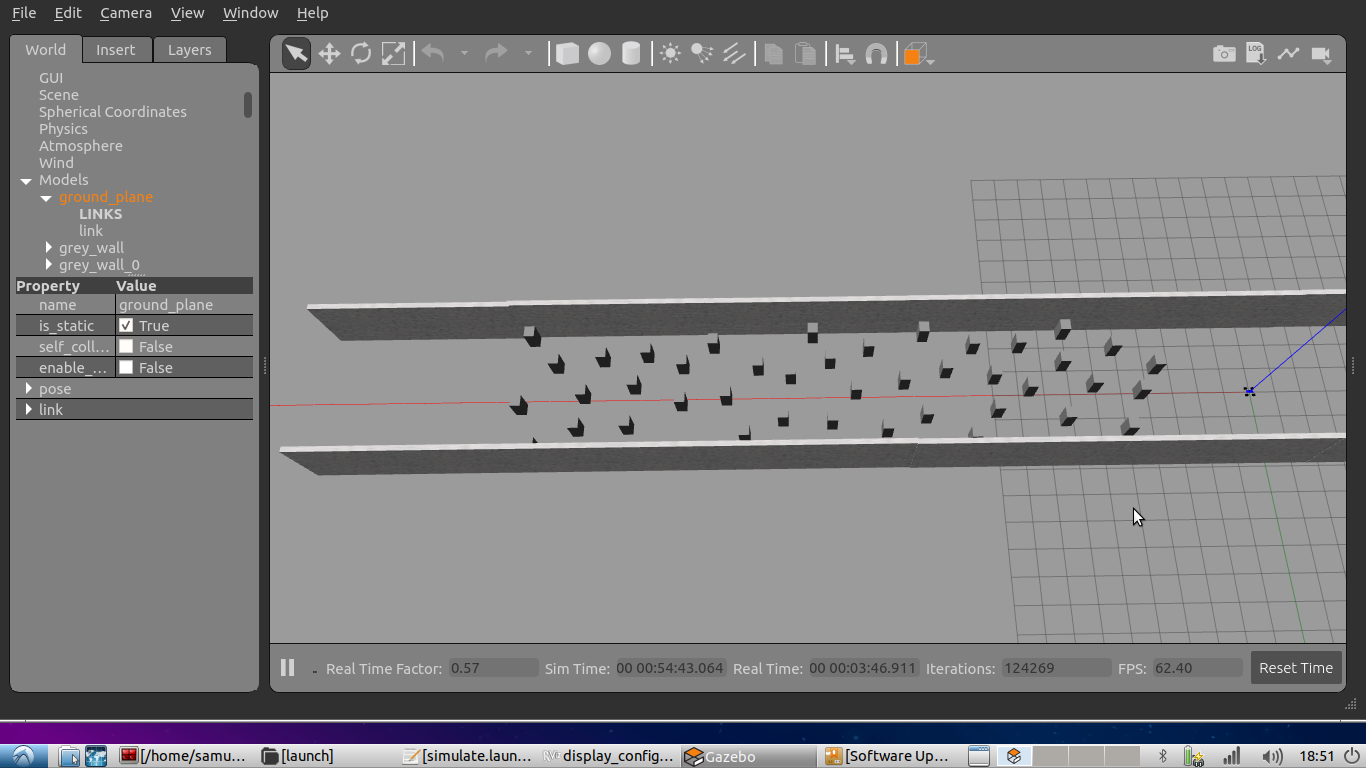 File Edit Camera View Window Help
World Insert Layers
GUI
Scene
Spherical Coordinates
Physics
Atmosphere
Wind
Models
ground_plane
LINKS
link
grey_wall
grey_wall_0
Property Value
name ground_plane
is_static True
self_coll... False
enable_... False
pose
link
LOG
Real Time Factor: 0.57 Sim Time: 00 00:54:43.064 Real Time: 00 00:03:46.911 Iterations: 124269 FPS: 62.40 Reset Time
[/home/samu... [launch] [simulate.laun... display_config... Gazebo [Software Up... 18:51